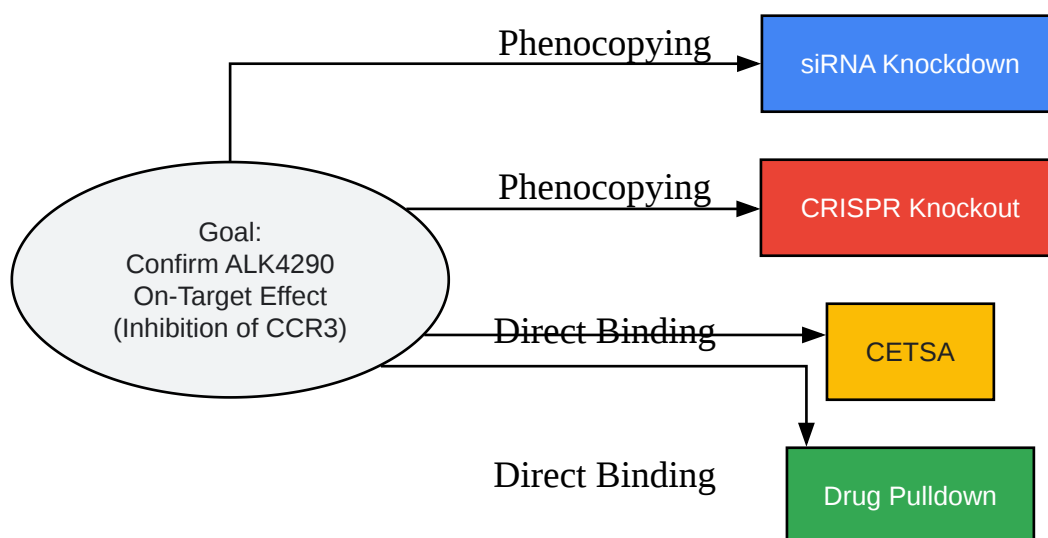 Phenocopying
siRNA Knockdown
Phenocopying
CRISPR Knockout
Goal:
Confirm ALK4290
On-Target Effect
(Inhibition of CCR3)
Direct Binding
CETSA
Direct Binding
Drug Pulldown